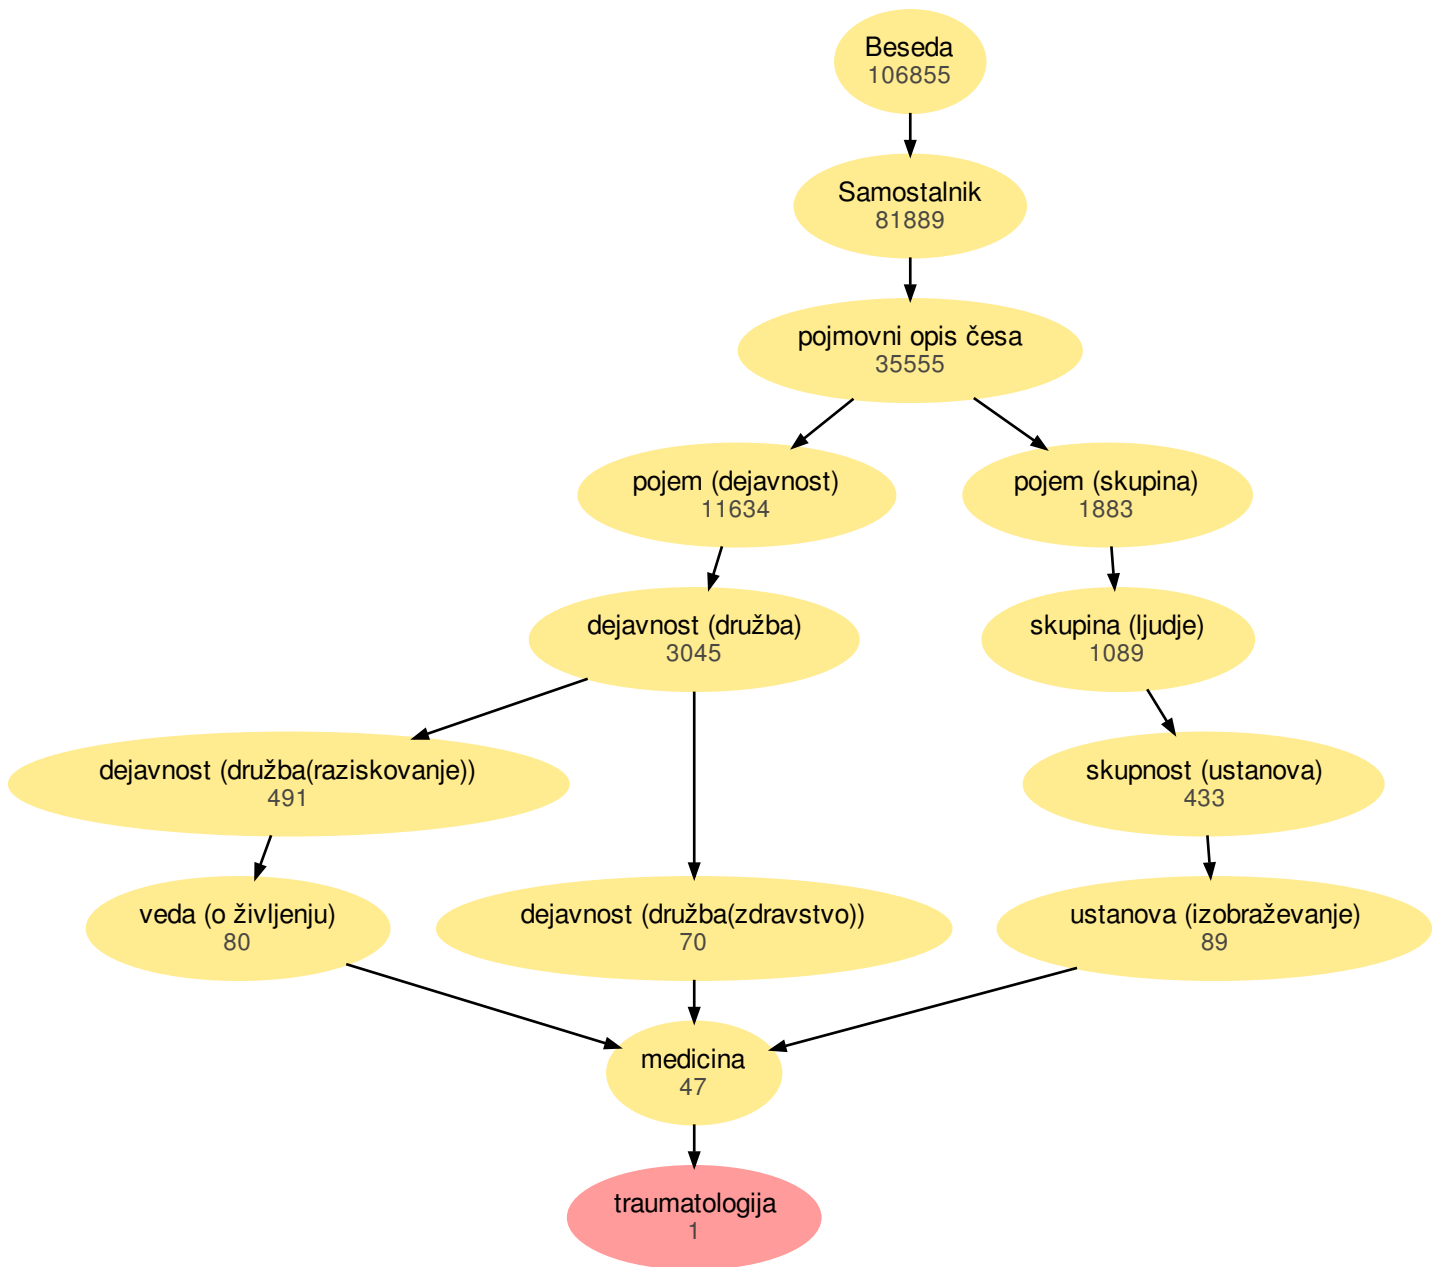 Beseda
106855
Samostalnik
81889
pojmovni opis česa
35555
pojem (dejavnost)
11634
pojem (skupina)
1883
dejavnost (družba)
3045
skupina (ljudje)
1089
dejavnost (družba(raziskovanje))
491
skupnost (ustanova)
433
veda (o življenju)
80
dejavnost (družba(zdravstvo))
70
ustanova (izobraževanje)
89
medicina
47
traumatologija
1